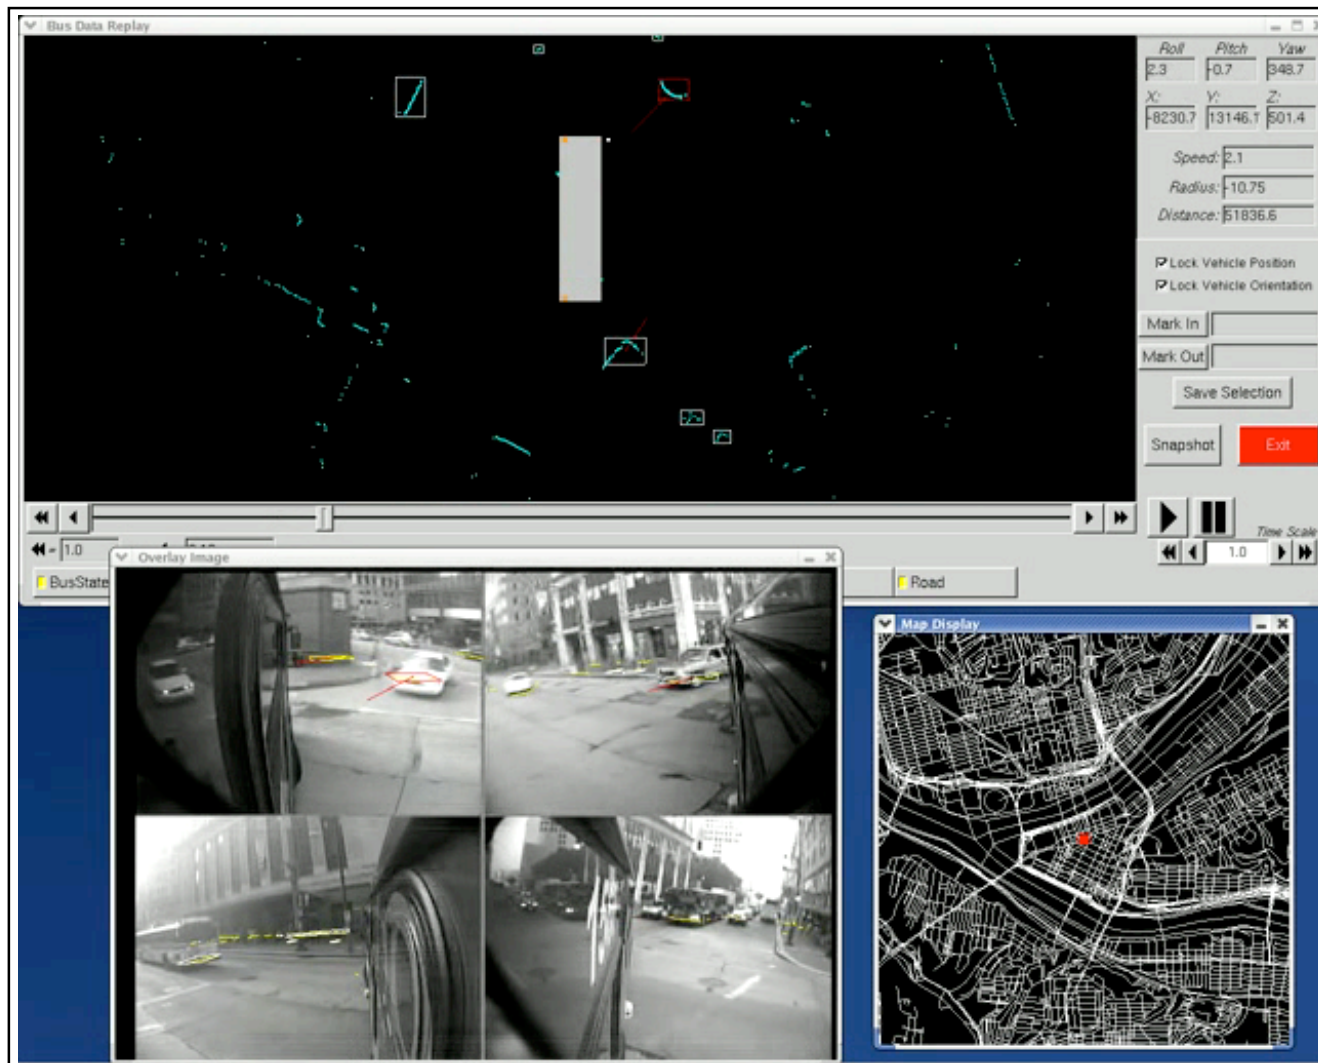 Bus Data Replay
Roll Pitch Yaw
2.3 -0.7 348.7
X: Y: Z:
-8230.7 13146.1 501.4
Speed: 2.1
Radius: -10.75
Distance: 51836.6
Lock Vehicle Position
Lock Vehicle Orientation
Mark In
Mark Out
Save Selection
Snapshot Exit
Time Scale
= 1.0
1.0
Overlay Image
BusState Road
Map Display